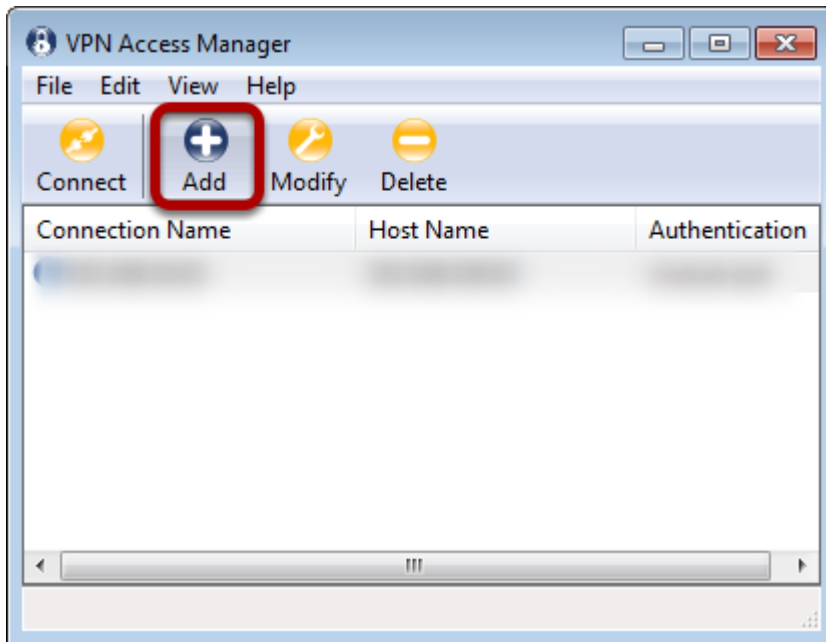 VPN Access Manager
File Edit View Help
Connect Add Modify Delete
Connection Name Host Name Authentication